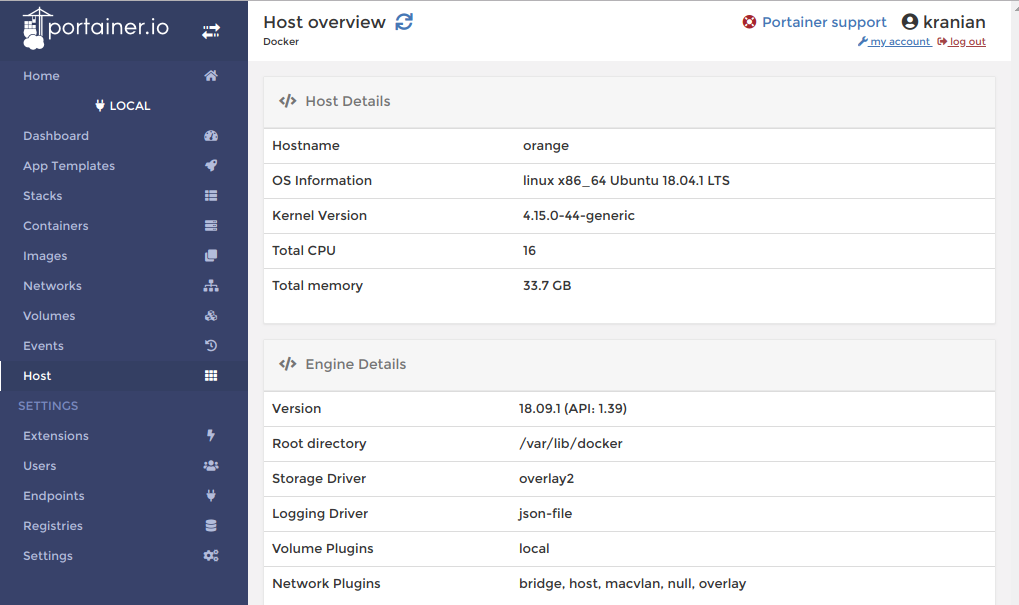 portainer.io
Home
LOCAL
Dashboard
App Templates
Stacks
Containers
Images
Networks
Volumes
Events
Host
SETTINGS
Extensions
Users
Endpoints
Registries
Settings
Host overview
Docker
Portainer support kranian
my account log out
Host Details
Hostname orange
OS Information linux x86_64 Ubuntu 18.04.1 LTS
Kernel Version 4.15.0-44-generic
Total CPU 16
Total memory 33.7 GB
Engine Details
Version 18.09.1 (API: 1.39)
Root directory /var/lib/docker
Storage Driver overlay2
Logging Driver json-file
Volume Plugins local
Network Plugins bridge, host, macvlan, null, overlay